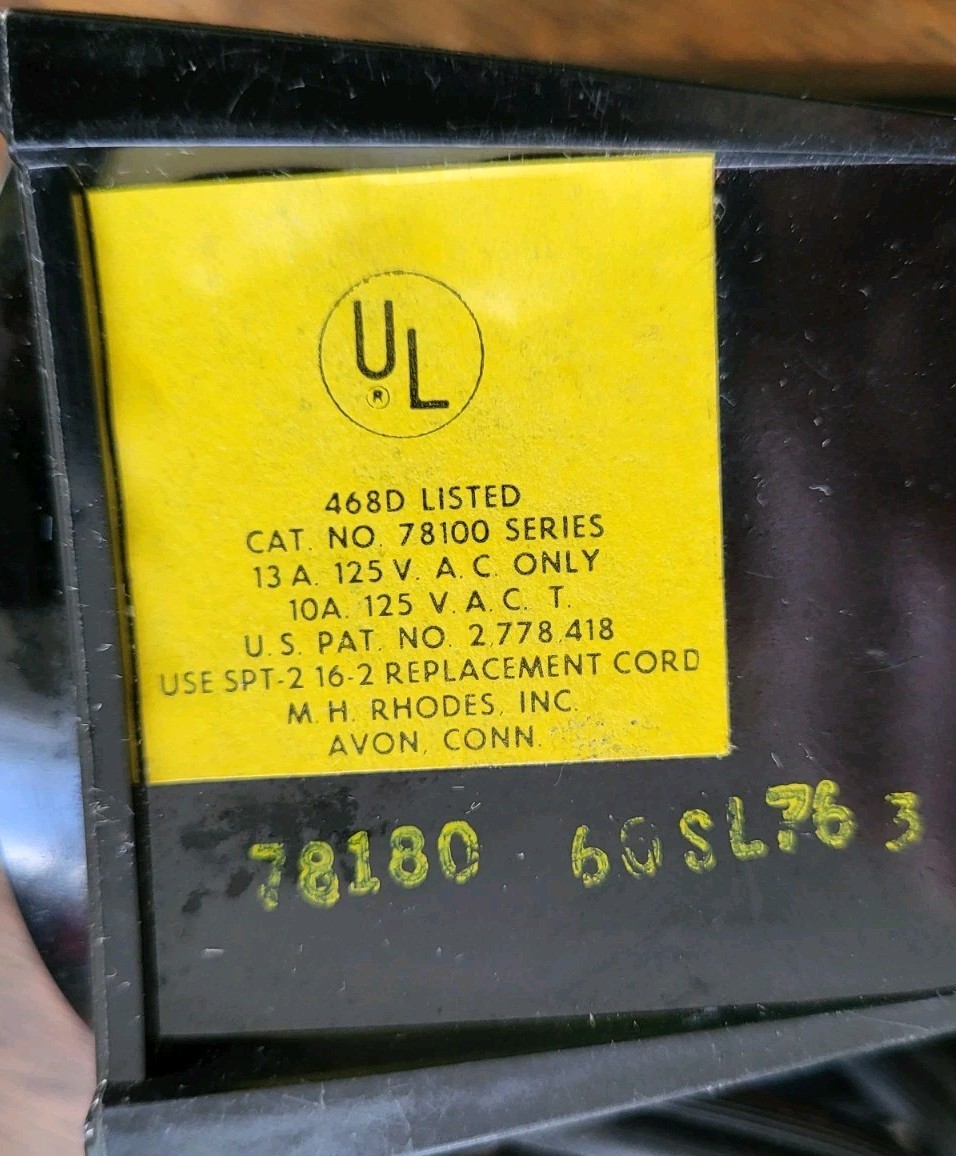 UL
®
468D LISTED
CAT. NO. 78100 SERIES
13 A. 125 V. A. C. ONLY
10A. 125 V. A. C. T.
U. S. PAT. NO. 2,778,418
USE SPT-2 16-2 REPLACEMENT CORD
M. H. RHODES, INC.
AVON, CONN.
78180 60SL76 3